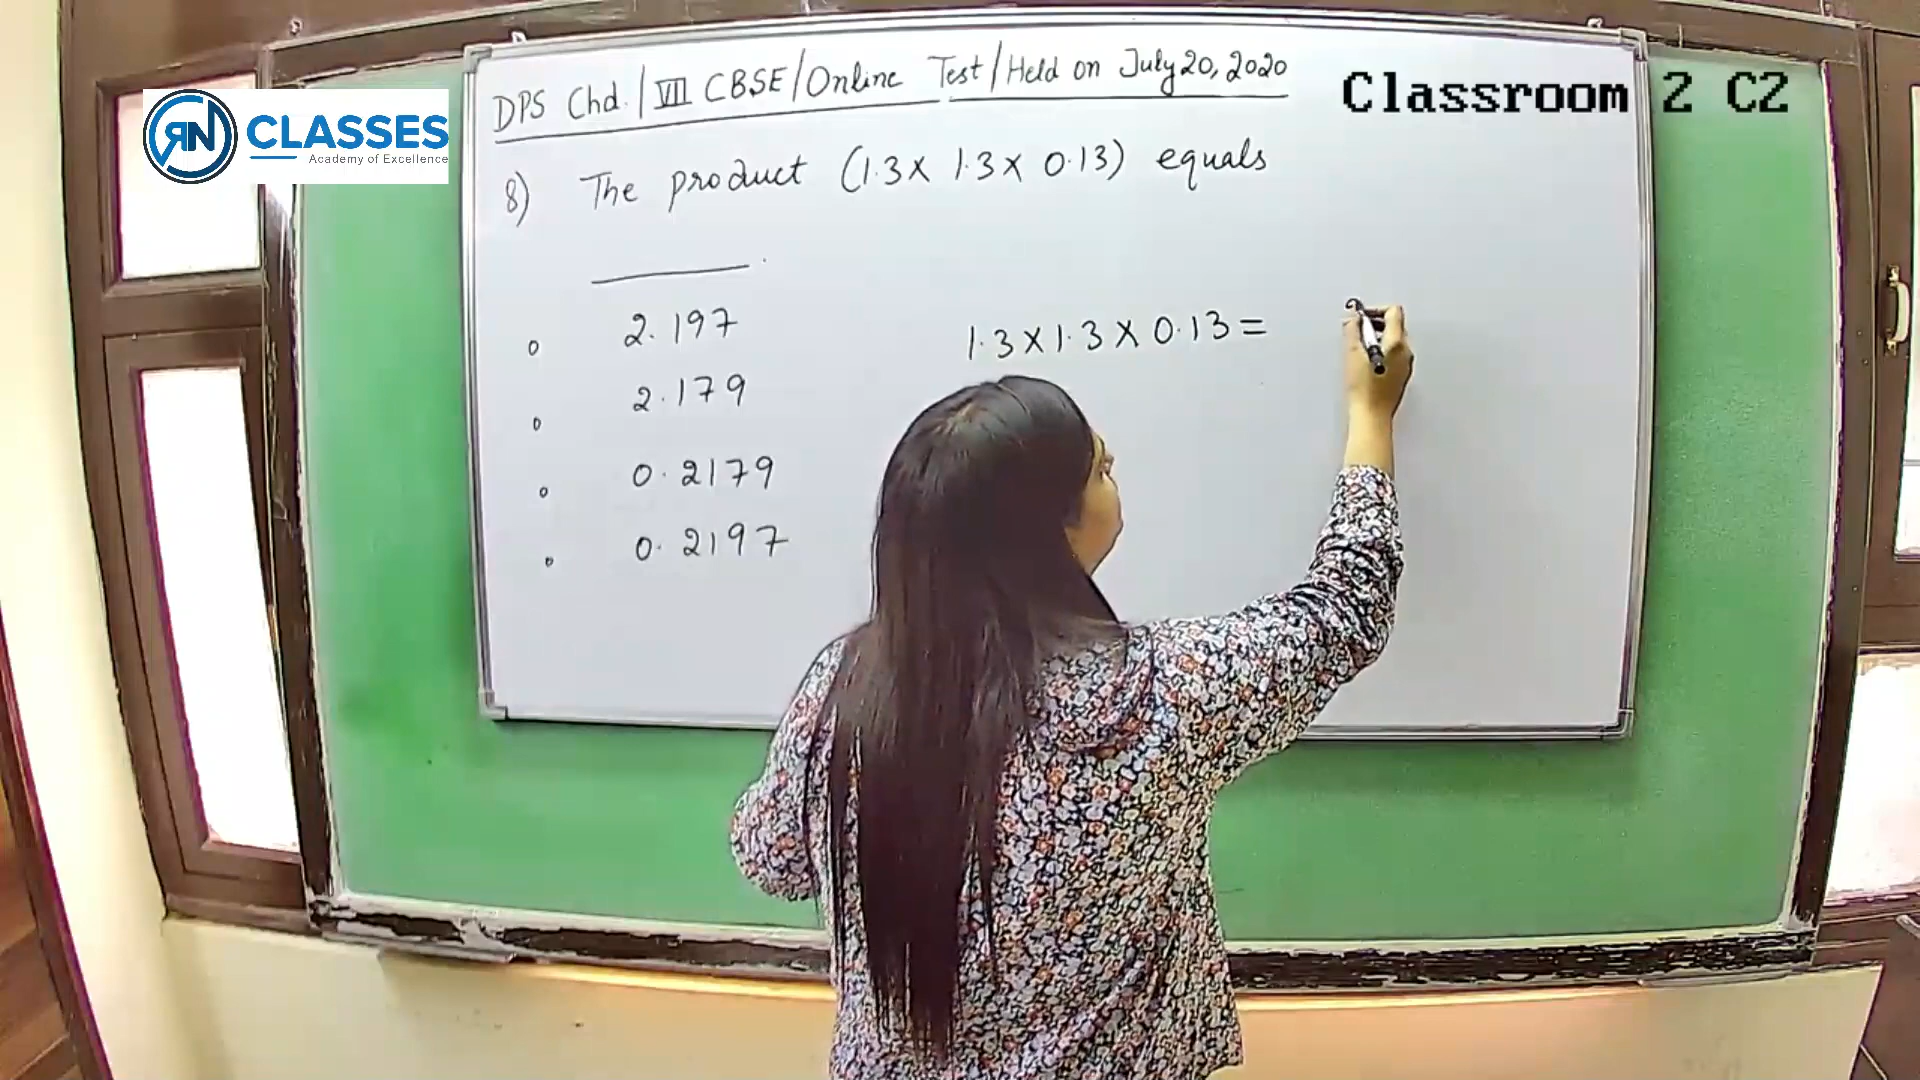 RN CLASSES
Academy of Excellence
Classroom 2 C2
DPS Chd. / VII CBSE / Online Test / Held on July 20, 2020
8) The product (1.3 x 1.3 x 0.13) equals
______ .
o 2.197
o 2.179
o 0.2179
o 0.2197
1.3 x 1.3 x 0.13 =